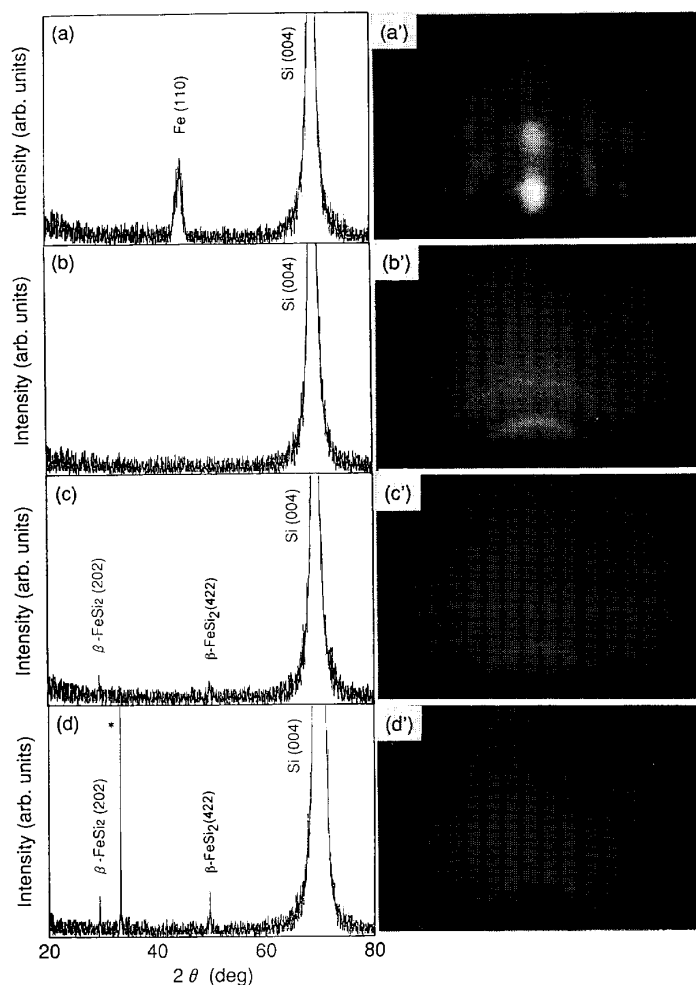 (a)
Intensity (arb. units)
Fe (110)
Si (004)
(a')
(b)
Intensity (arb. units)
Si (004)
(b')
(c)
Intensity (arb. units)
β-FeSi2 (202)
β-FeSi2(422)
Si (004)
(c')
(d)
Intensity (arb. units)
β-FeSi2 (202)
*
β-FeSi2(422)
Si (004)
(d')
20 40 60 80
2 θ (deg)